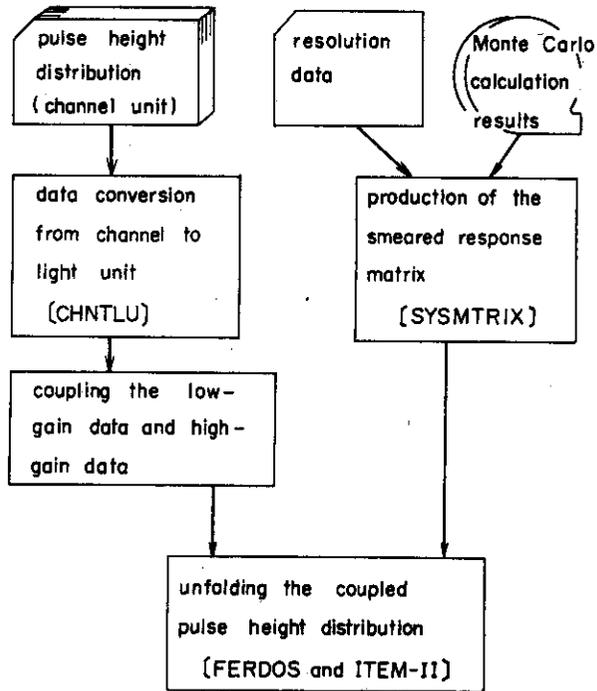 pulse height
distribution
(channel unit)
resolution
data
Monte Carlo
calculation
results
data conversion
from channel to
light unit
[CHNTLU]
production of the
smeared response
matrix
[SYSMTRIX]
coupling the low-
gain data and high-
gain data
unfolding the coupled
pulse height distribution
[FERDOS and ITEM-II]